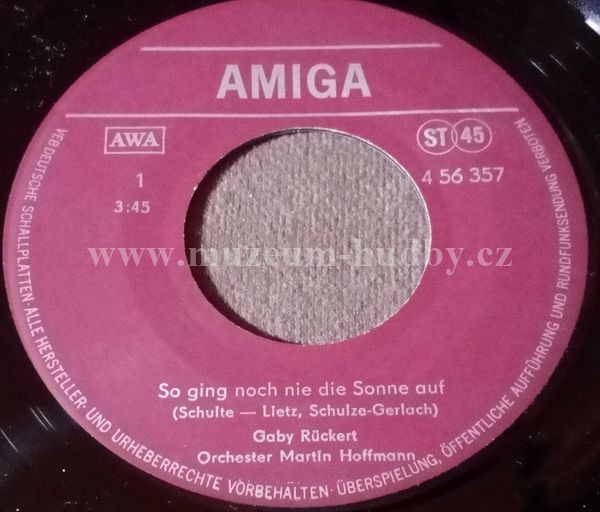 AMIGA
AWA
ST 45
1
4 56 357
3:45
www.muzeum-hudby.cz
So ging noch nie die Sonne auf
(Schulte — Lietz, Schulze-Gerlach)
Gaby Rückert
Orchester Martin Hoffmann
VEB DEUTSCHE SCHALLPLATTEN · ALLE HERSTELLER- UND URHEBERRECHTE VORBEHALTEN · ÜBERSPIELUNG, ÖFFENTLICHE AUFFÜHRUNG UND RUNDFUNKSENDUNG VERBOTEN